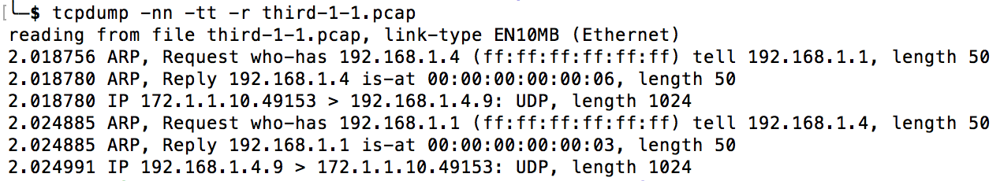 [╰─$ tcpdump -nn -tt -r third-1-1.pcap
reading from file third-1-1.pcap, link-type EN10MB (Ethernet)
2.018756 ARP, Request who-has 192.168.1.4 (ff:ff:ff:ff:ff:ff) tell 192.168.1.1, length 50
2.018780 ARP, Reply 192.168.1.4 is-at 00:00:00:00:00:06, length 50
2.018780 IP 172.1.1.10.49153 > 192.168.1.4.9: UDP, length 1024
2.024885 ARP, Request who-has 192.168.1.1 (ff:ff:ff:ff:ff:ff) tell 192.168.1.4, length 50
2.024885 ARP, Reply 192.168.1.1 is-at 00:00:00:00:00:03, length 50
2.024991 IP 192.168.1.4.9 > 172.1.1.10.49153: UDP, length 1024